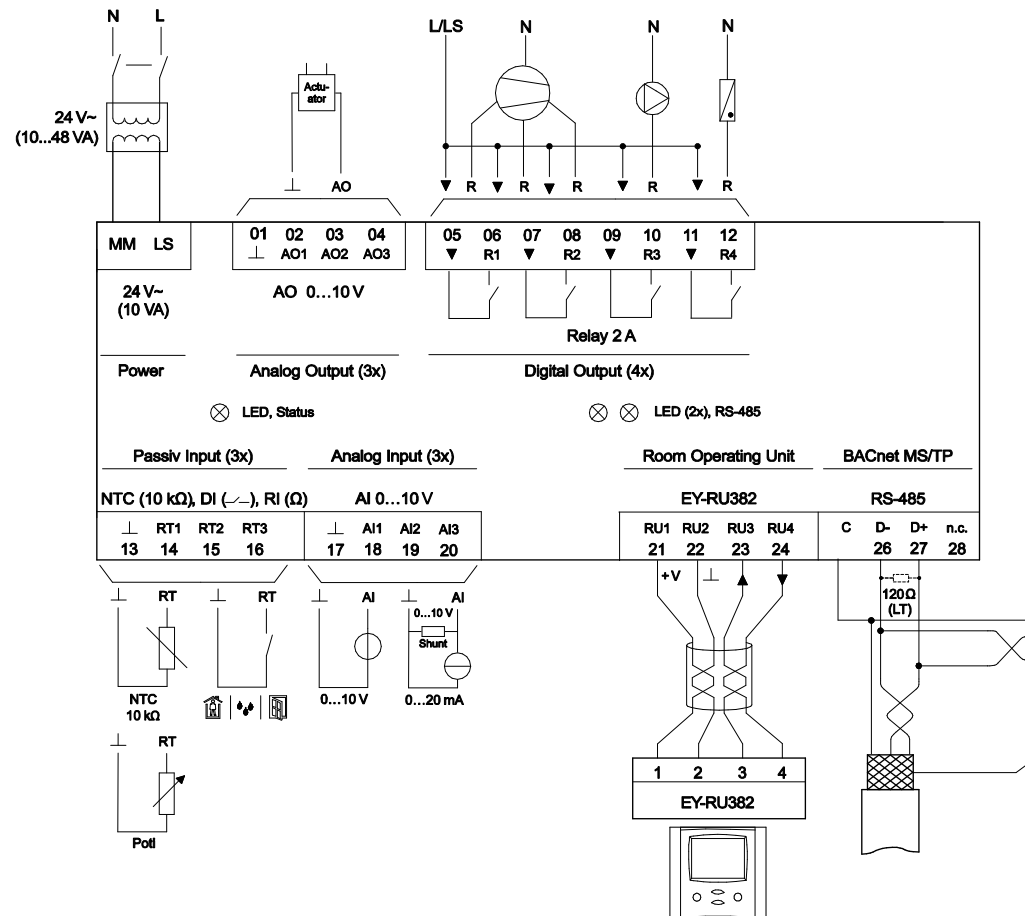 N L
L/LS N N N
Actu-
ator
24 V~
(10...48 VA)
⊥ AO
▼ R ▼ R ▼ R ▼ R ▼ R
MM LS
01 02 03 04
⊥ AO1 AO2 AO3
05 06 07 08 09 10 11 12
▼ R1 ▼ R2 ▼ R3 ▼ R4
24 V~
(10 VA)
AO 0...10 V
Relay 2 A
Power
Analog Output (3x)
Digital Output (4x)
LED, Status
LED (2x), RS-485
Passiv Input (3x)
Analog Input (3x)
Room Operating Unit
BACnet MS/TP
NTC (10 kΩ), DI (), RI (Ω)
AI 0...10 V
EY-RU382
RS-485
⊥ RT1 RT2 RT3
13 14 15 16
⊥ AI1 AI2 AI3
17 18 19 20
RU1 RU2 RU3 RU4
21 22 23 24
C D- D+ n.c.
26 27 28
+V ⊥
120 Ω
(LT)
⊥ RT ⊥ RT
⊥ AI ⊥ AI
0...10 V
Shunt
NTC
10 kΩ
0...10 V
0...20 mA
⊥ RT
Poti
1 2 3 4
EY-RU382